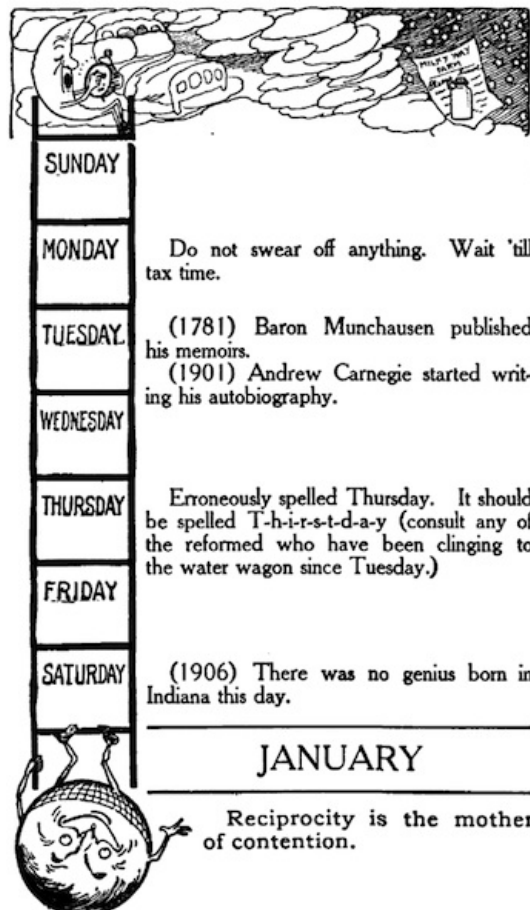 MILKY WAY
FARM
SUNDAY
MONDAY
Do not swear off anything. Wait 'till
tax time.
TUESDAY.
(1781) Baron Munchausen published
his memoirs.
(1901) Andrew Carnegie started writ-
ing his autobiography.
WEDNESDAY
THURSDAY
Erroneously spelled Thursday. It should
be spelled T-h-i-r-s-t-d-a-y (consult any of
the reformed who have been clinging to
the water wagon since Tuesday.)
FRIDAY
SATURDAY
(1906) There was no genius born in
Indiana this day.
JANUARY
Reciprocity is the mother
of contention.